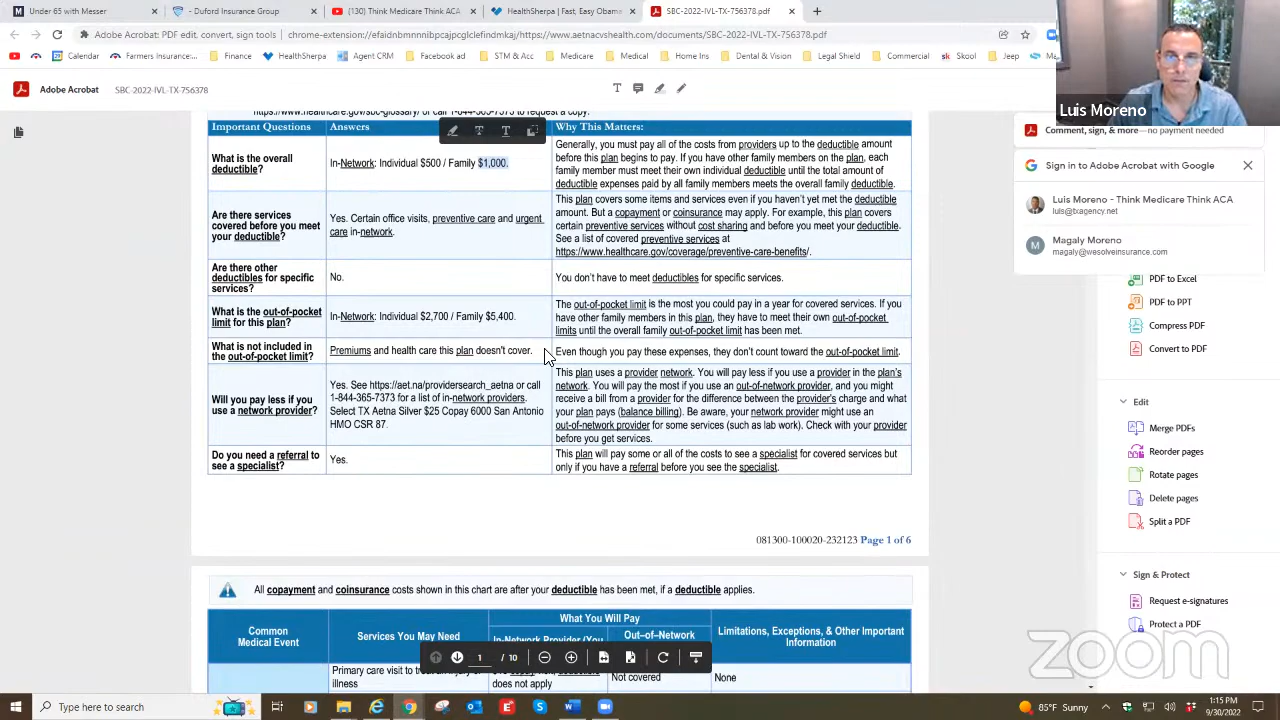 Under 65 with Messer
- Duford Insurance Group
(130) Think Medicare Think ACA
HealthSherpa | Fast, Easy Obame
SBC-2022-IVL-TX-756378.pdf
Adobe Acrobat: PDF edit, convert, sign tools | chrome-extension://efaidnbmnnnibpcajpcglclefindmkaj/https://www.aetnacvshealth.com/documents/SBC-2022-IVL-TX-756378.pdf
Calendar
Farmers Insurance:...
Finance
HealthSherpa
Agent CRM
Facebook ad
STM & Acc
Medicare
Medical
Home Ins
Dental & Vision
Legal Shield
Commercial
Skool
Jeep
Luis Moreno
Adobe Acrobat
SBC-2022-IVL-TX-756378
https://www.healthcare.gov/sbc-glossary/ or call 1-844-365-7373 to request a copy.
Important Questions
Answers
Why This Matters:
What is the overall
deductible?
In-Network: Individual $500 / Family $1,000.
Generally, you must pay all of the costs from providers up to the deductible amount
before this plan begins to pay. If you have other family members on the plan, each
family member must meet their own individual deductible until the total amount of
deductible expenses paid by all family members meets the overall family deductible.
Are there services
covered before you meet
your deductible?
Yes. Certain office visits, preventive care and urgent
care in-network.
This plan covers some items and services even if you haven't yet met the deductible
amount. But a copayment or coinsurance may apply. For example, this plan covers
certain preventive services without cost sharing and before you meet your deductible.
See a list of covered preventive services at
https://www.healthcare.gov/coverage/preventive-care-benefits/.
Are there other
deductibles for specific
services?
No.
You don't have to meet deductibles for specific services.
What is the out-of-pocket
limit for this plan?
In-Network: Individual $2,700 / Family $5,400.
The out-of-pocket limit is the most you could pay in a year for covered services. If you
have other family members in this plan, they have to meet their own out-of-pocket
limits until the overall family out-of-pocket limit has been met.
What is not included in
the out-of-pocket limit?
Premiums and health care this plan doesn't cover.
Even though you pay these expenses, they don't count toward the out-of-pocket limit.
Will you pay less if you
use a network provider?
Yes. See https://aet.na/providersearch_aetna or call
1-844-365-7373 for a list of in-network providers.
Select TX Aetna Silver $25 Copay 6000 San Antonio
HMO CSR 87.
This plan uses a provider network. You will pay less if you use a provider in the plan's
network. You will pay the most if you use an out-of-network provider, and you might
receive a bill from a provider for the difference between the provider's charge and what
your plan pays (balance billing). Be aware, your network provider might use an
out-of-network provider for some services (such as lab work). Check with your provider
before you get services.
Do you need a referral to
see a specialist?
Yes.
This plan will pay some or all of the costs to see a specialist for covered services but
only if you have a referral before you see the specialist.
081300-100020-232123 Page 1 of 6
All copayment and coinsurance costs shown in this chart are after your deductible has been met, if a deductible applies.
Common
Medical Event
Services You May Need
What You Will Pay
In-Network Provider (You
Out–of–Network
Limitations, Exceptions, & Other Important
Information
Primary care visit to
illness
does not apply
Not covered
None
1 / 10
Comment, sign, & more—no payment needed
Sign in to Adobe Acrobat with Google
Luis Moreno - Think Medicare Think ACA
luis@txagency.net
M
Magaly Moreno
magaly@wesolveinsurance.com
PDF to Excel
PDF to PPT
Compress PDF
Convert to PDF
Edit
Merge PDFs
Reorder pages
Rotate pages
Delete pages
Split a PDF
Sign & Protect
Request e-signatures
Protect a PDF
zoom
Type here to search
85°F Sunny
1:15 PM
9/30/2022